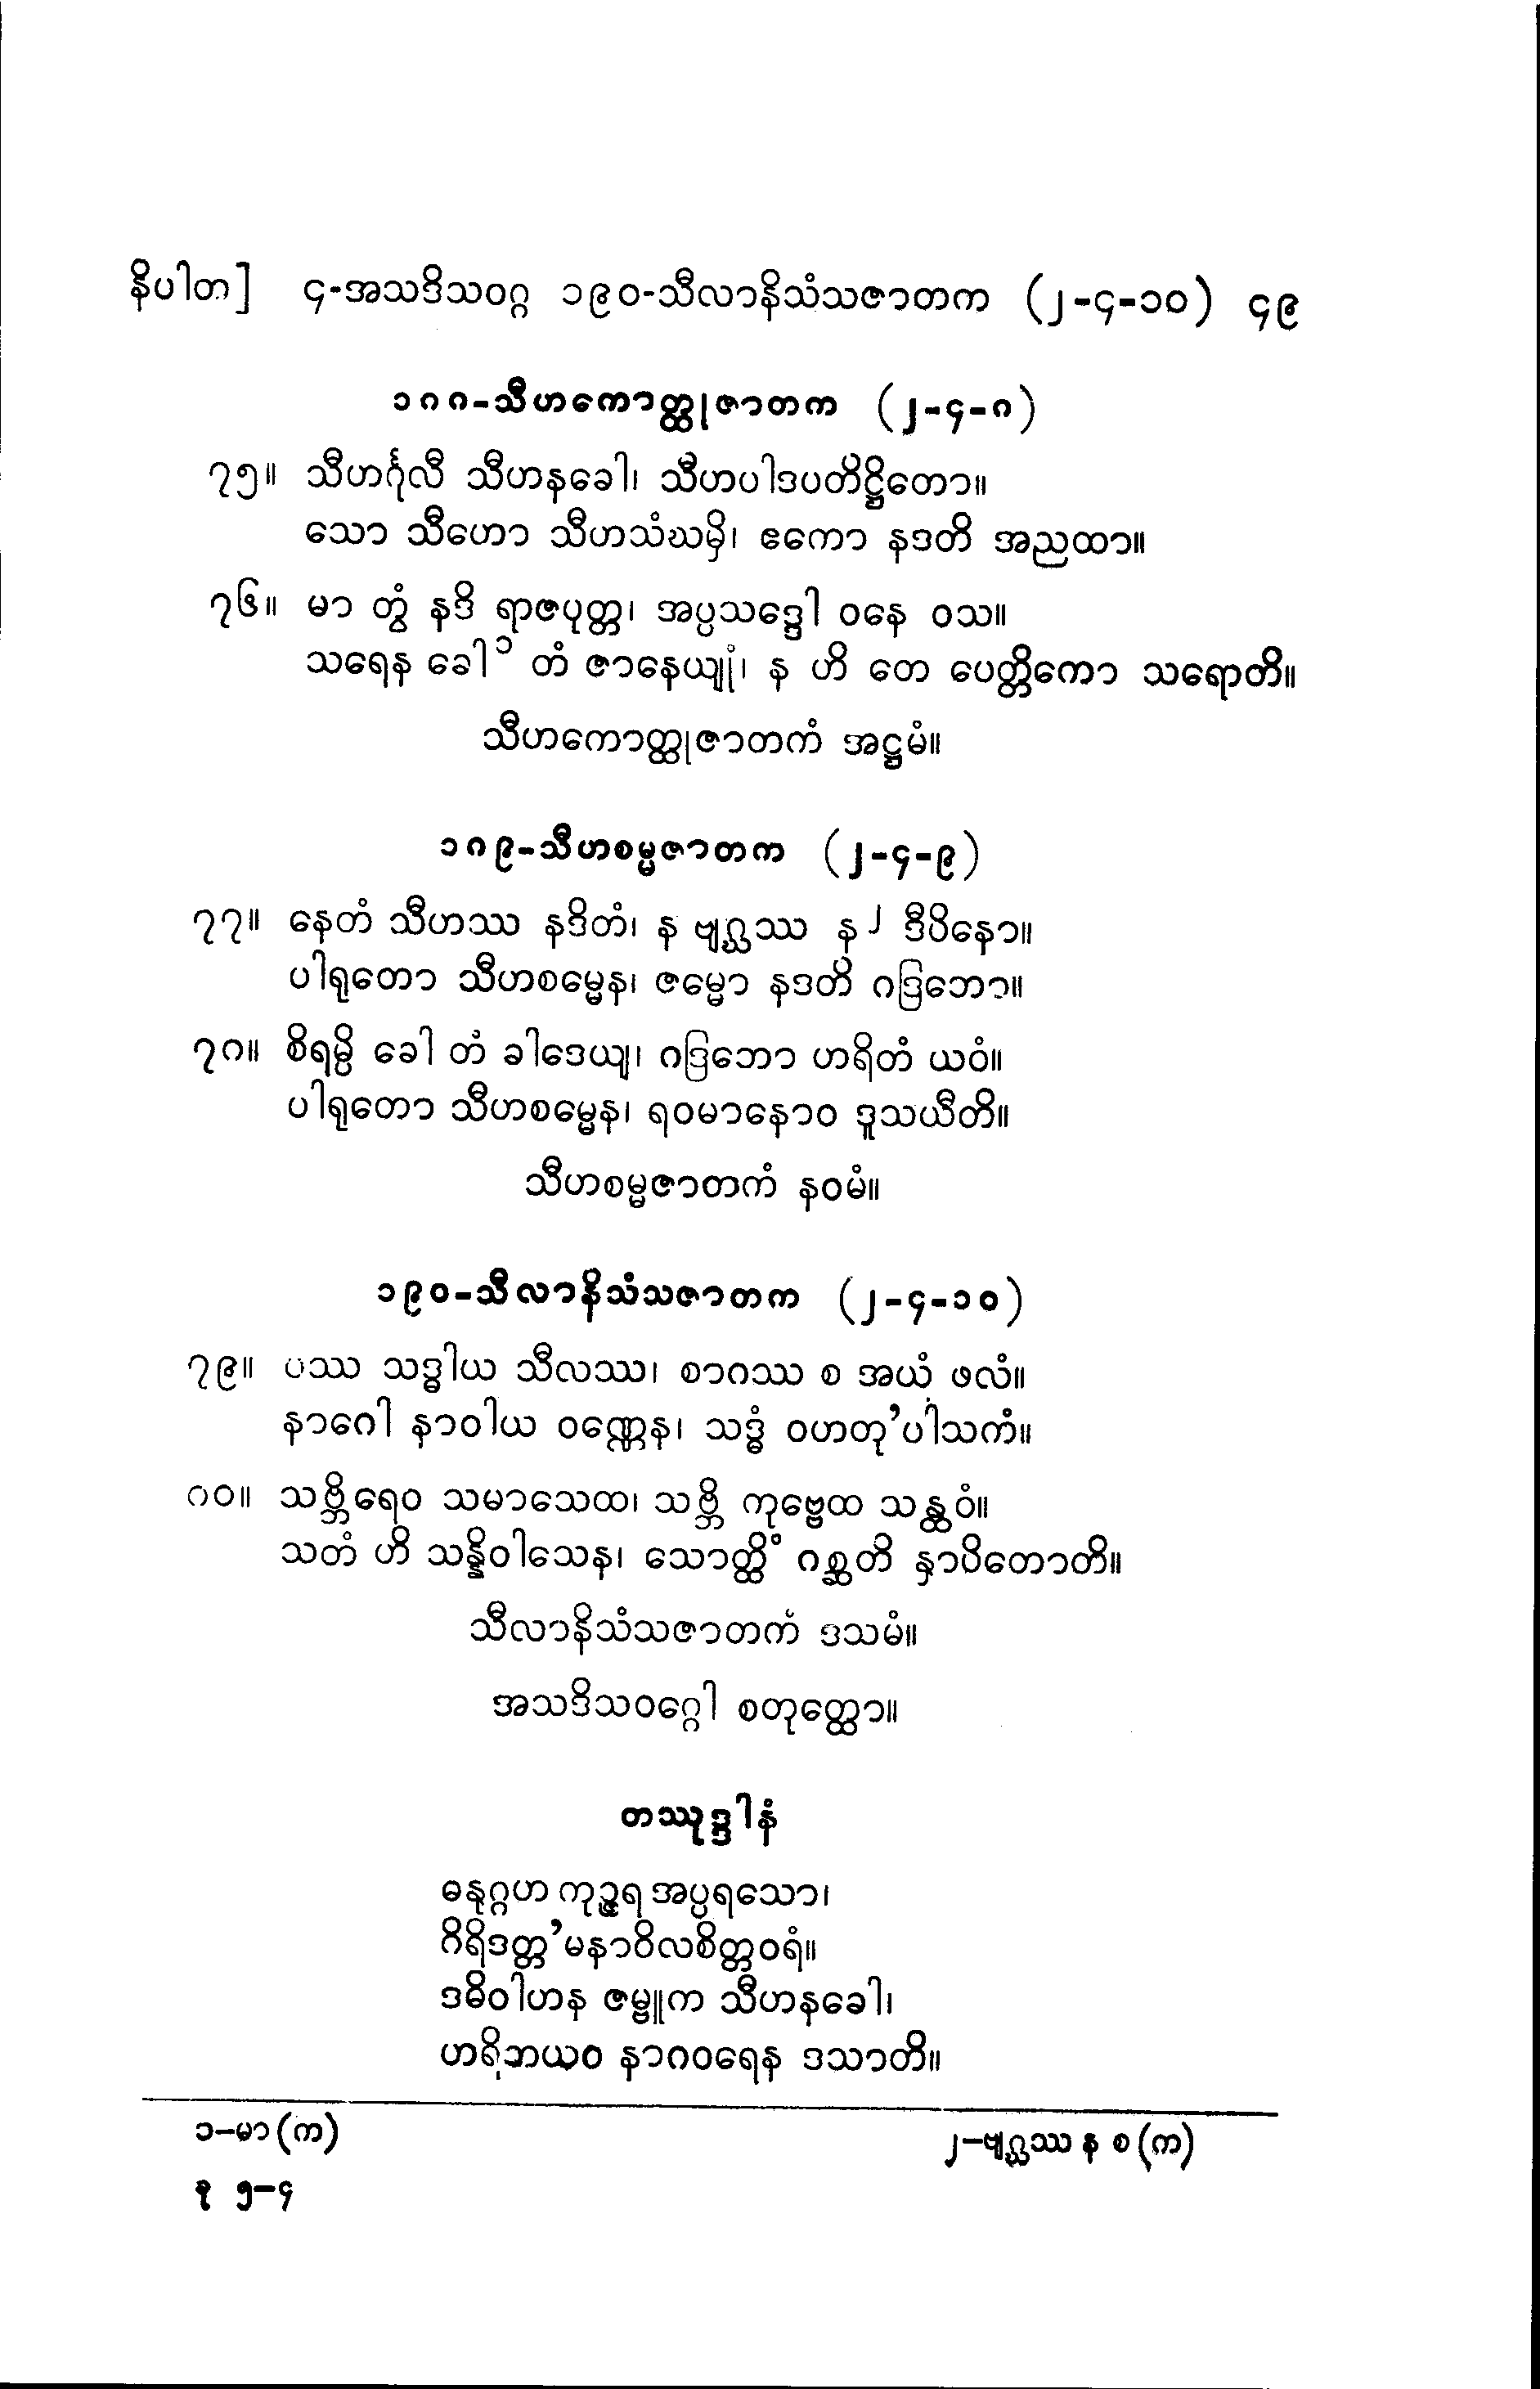 နိပါတ] ၄-အသဒိသဝဂ္ဂ ၁၉၀-သီလာနိသံသဇာတက (၂-၄-၁၀) ၄၉
၁၈၈-သီဟကောတ္ထုဇာတက (၂-၄-၈)
၇၅။ သီဟင်္ဂုလီ သီဟနခေါ၊ သီဟပါဒပတိဋ္ဌိတော။
သော သီဟော သီဟသံဃမှိ၊ ဧကော နဒတိ အညထာ။
၇၆။ မာ တွံ နဒိ ရာဇပုတ္တ၊ အပ္ပသဒ္ဒေါ ဝနေ ဝသ။
သရေန ခေါ ၁ တံ ဇာနေယျုံ၊ န ဟိ တေ ပေတ္တိကော သရောတိ။
သီဟကောတ္ထုဇာတကံ အဋ္ဌမံ။
၁၈၉-သီဟစမ္မဇာတက (၂-၄-၉)
၇၇။ နေတံ သီဟဿ နဒိတံ၊ န ဗျဂ္ဃဿ န ၂ ဒီပိနော။
ပါရုတော သီဟစမ္မေန၊ ဇမ္မော နဒတိ ဂဒြဘော။
၇၈။ စိရမ္ပိ ခေါ တံ ခါဒေယျ၊ ဂဒြဘော ဟရိတံ ယဝံ။
ပါရုတော သီဟစမ္မေန၊ ရဝမာနောဝ ဒူသယီတိ။
သီဟစမ္မဇာတကံ နဝမံ။
၁၉၀-သီလာနိသံသဇာတက (၂-၄-၁၀)
၇၉။ ပဿ သဒ္ဓါယ သီလဿ၊ စာဂဿ စ အယံ ဖလံ။
နာဂေါ နာဝါယ ဝဏ္ဏေန၊ သဒ္ဓံ ဝဟတု’ပါသကံ။
၈၀။ သဗ္ဘိရေဝ သမာသေထ၊ သဗ္ဘိ ကုဗ္ဗေထ သန္ထဝံ။
သတံ ဟိ သန္နိဝါသေန၊ သောတ္ထိံ ဂစ္ဆတိ နှာပိတောတိ။
သီလာနိသံသဇာတကံ ဒသမံ။
အသဒိသဝဂ္ဂေါ စတုတ္ထော။
တဿုဒ္ဒါနံ
ဓနုဂ္ဂဟ ကုဉ္ဇရ အပ္ပရသော၊
ဂိရိဒတ္တ’မနာဝိလစိတ္တဝရံ။
ဒဓိဝါဟန ဇမ္ဗူက သီဟနခေါ၊
ဟရိဘယဝ နာဂဝရေန ဒသာတိ။
၁–မာ (က) ၂–ဗျဂ္ဃဿ န စ (က)
နု ၅–၄